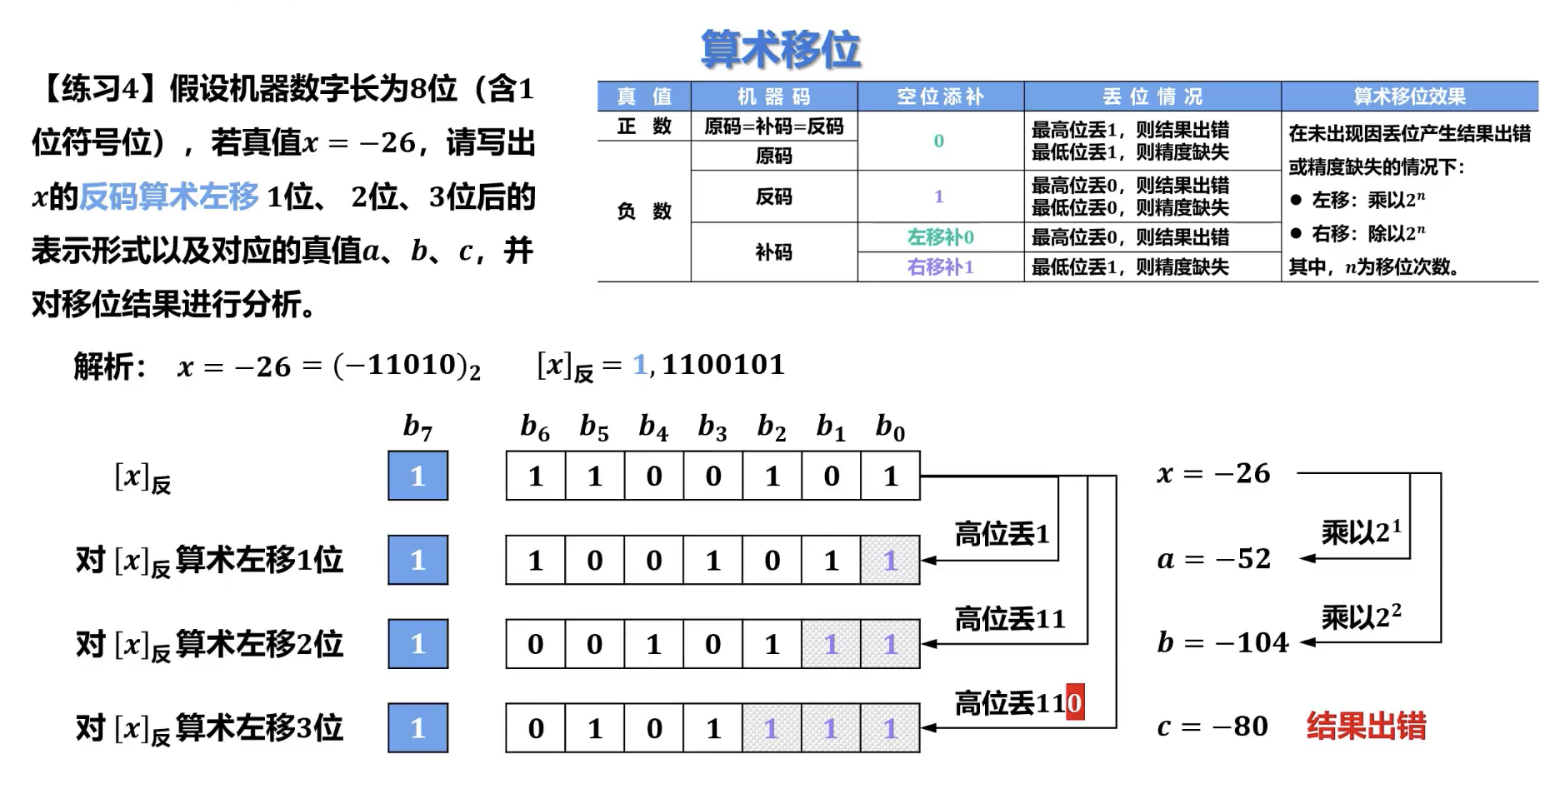 算术移位
【练习4】假设机器数字长为8位（含1
位符号位），若真值x = −26，请写出
x的反码算术左移 1位、 2位、3位后的
表示形式以及对应的真值a、b、c，并
对移位结果进行分析。
真 值 机 器 码 空位添补 丢 位 情 况 算术移位效果
正 数 原码=补码=反码 0 最高位丢1，则结果出错
最低位丢1，则精度缺失
在未出现因丢位产生结果出错
或精度缺失的情况下：
● 左移：乘以2ⁿ
● 右移：除以2ⁿ
其中，n为移位次数。
负 数 原码
反码 1 最高位丢0，则结果出错
最低位丢0，则精度缺失
补码 左移补0 最高位丢0，则结果出错
右移补1 最低位丢1，则精度缺失
解析： x = −26 = (−11010)₂ [x]反 = 1, 1100101
b₇ b₆ b₅ b₄ b₃ b₂ b₁ b₀
[x]反 1 1 1 0 0 1 0 1 x = −26
高位丢1 乘以2¹
对 [x]反 算术左移1位 1 1 0 0 1 0 1 1 a = −52
高位丢11 乘以2²
对 [x]反 算术左移2位 1 0 0 1 0 1 1 1 b = −104
高位丢110
对 [x]反 算术左移3位 1 0 1 0 1 1 1 1 c = −80 结果出错